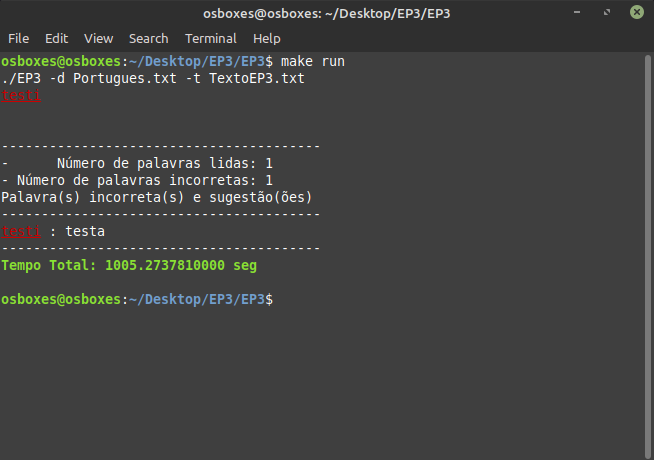 osboxes@osboxes: ~/Desktop/EP3/EP3
File Edit View Search Terminal Help
osboxes@osboxes:~/Desktop/EP3/EP3$ make run
./EP3 -d Portugues.txt -t TextoEP3.txt
testi
----------------------------------------
-      Número de palavras lidas: 1
- Número de palavras incorretas: 1
Palavra(s) incorreta(s) e sugestão(ões)
----------------------------------------
testi : testa
----------------------------------------
Tempo Total: 1005.2737810000 seg
osboxes@osboxes:~/Desktop/EP3/EP3$